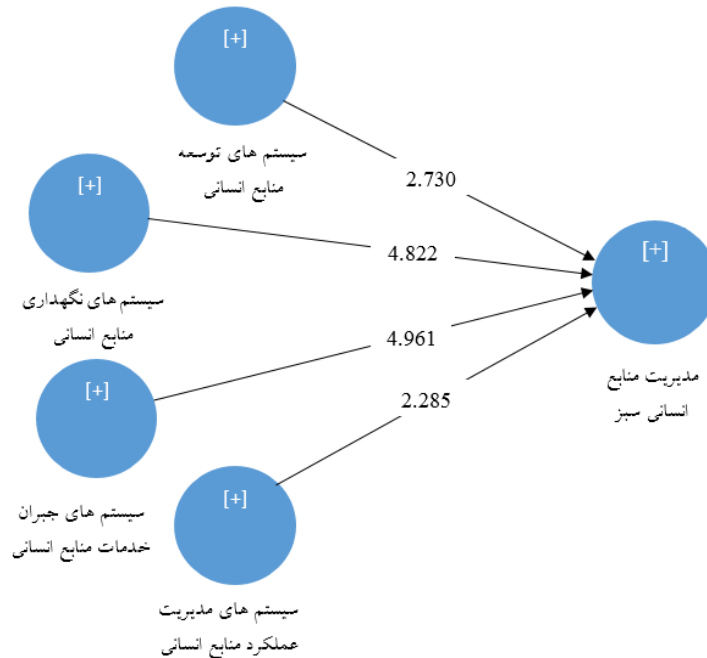 [+]
سیستم های توسعه
منابع انسانی
2.730
[+]
سیستم های نگهداری
منابع انسانی
4.822
[+]
مدیریت منابع
انسانی سبز
[+]
سیستم های جبران
خدمات منابع انسانی
4.961
[+]
سیستم های مدیریت
عملکرد منابع انسانی
2.285